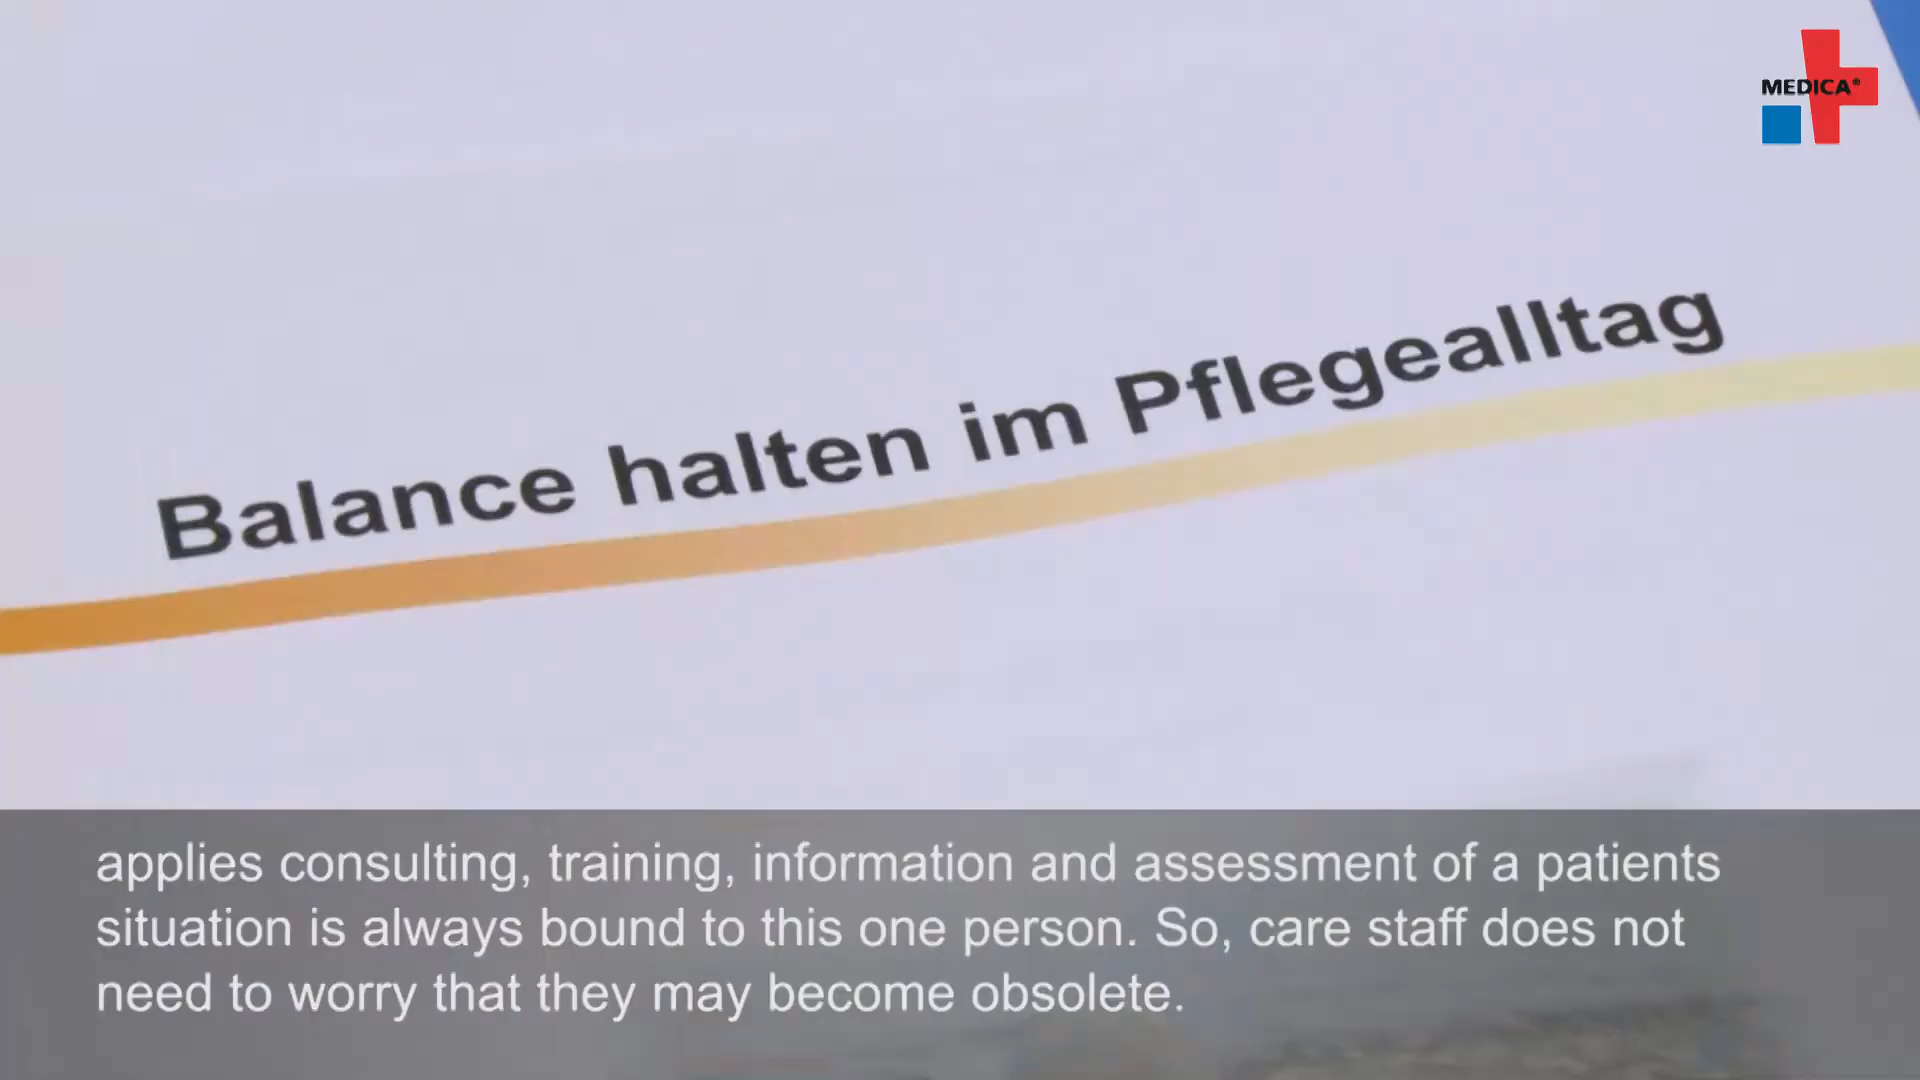 MEDICA®
Balance halten im Pflegealltag
applies consulting, training, information and assessment of a patients
situation is always bound to this one person. So, care staff does not
need to worry that they may become obsolete.